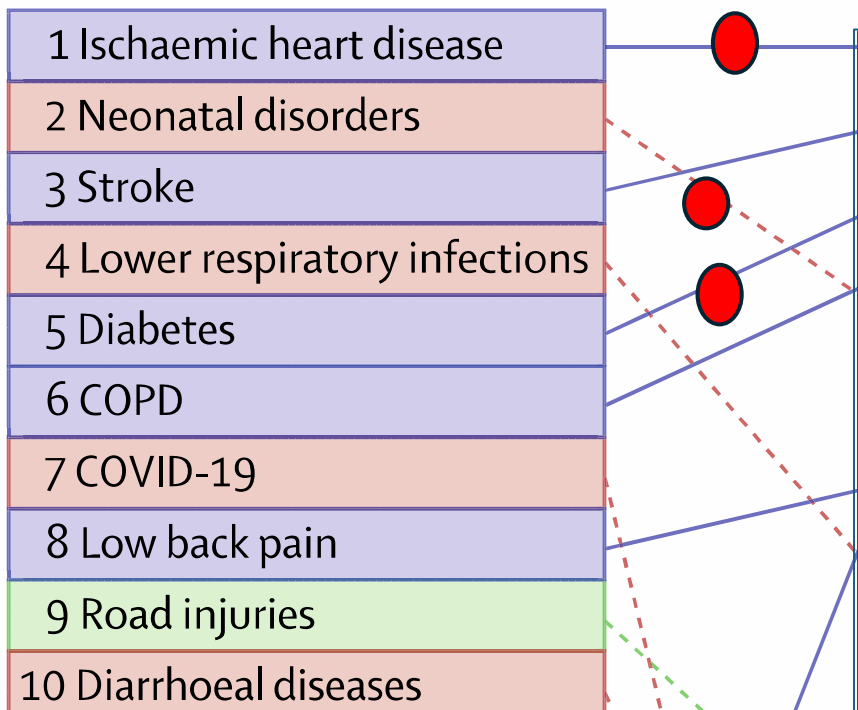 1 Ischaemic heart disease
2 Neonatal disorders
3 Stroke
4 Lower respiratory infections
5 Diabetes
6 COPD
7 COVID-19
8 Low back pain
9 Road injuries
10 Diarrhoeal diseases